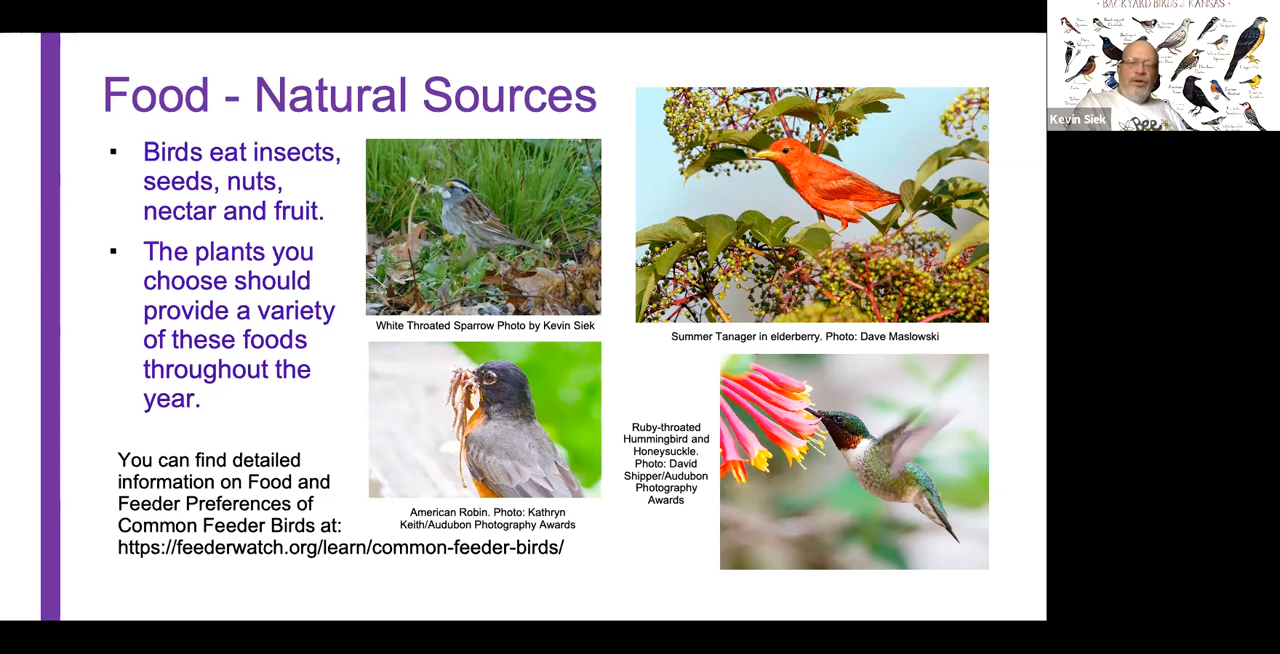 Food - Natural Sources
▪ Birds eat insects,
seeds, nuts,
nectar and fruit.
▪ The plants you
choose should
provide a variety
of these foods
throughout the
year.
You can find detailed
information on Food and
Feeder Preferences of
Common Feeder Birds at:
https://feederwatch.org/learn/common-feeder-birds/
White Throated Sparrow Photo by Kevin Siek
American Robin. Photo: Kathryn
Keith/Audubon Photography Awards
Summer Tanager in elderberry. Photo: Dave Maslowski
Ruby-throated
Hummingbird and
Honeysuckle.
Photo: David
Shipper/Audubon
Photography
Awards
· BACKYARD BIRDS of KANSAS ·
Bee
Kevin Siek